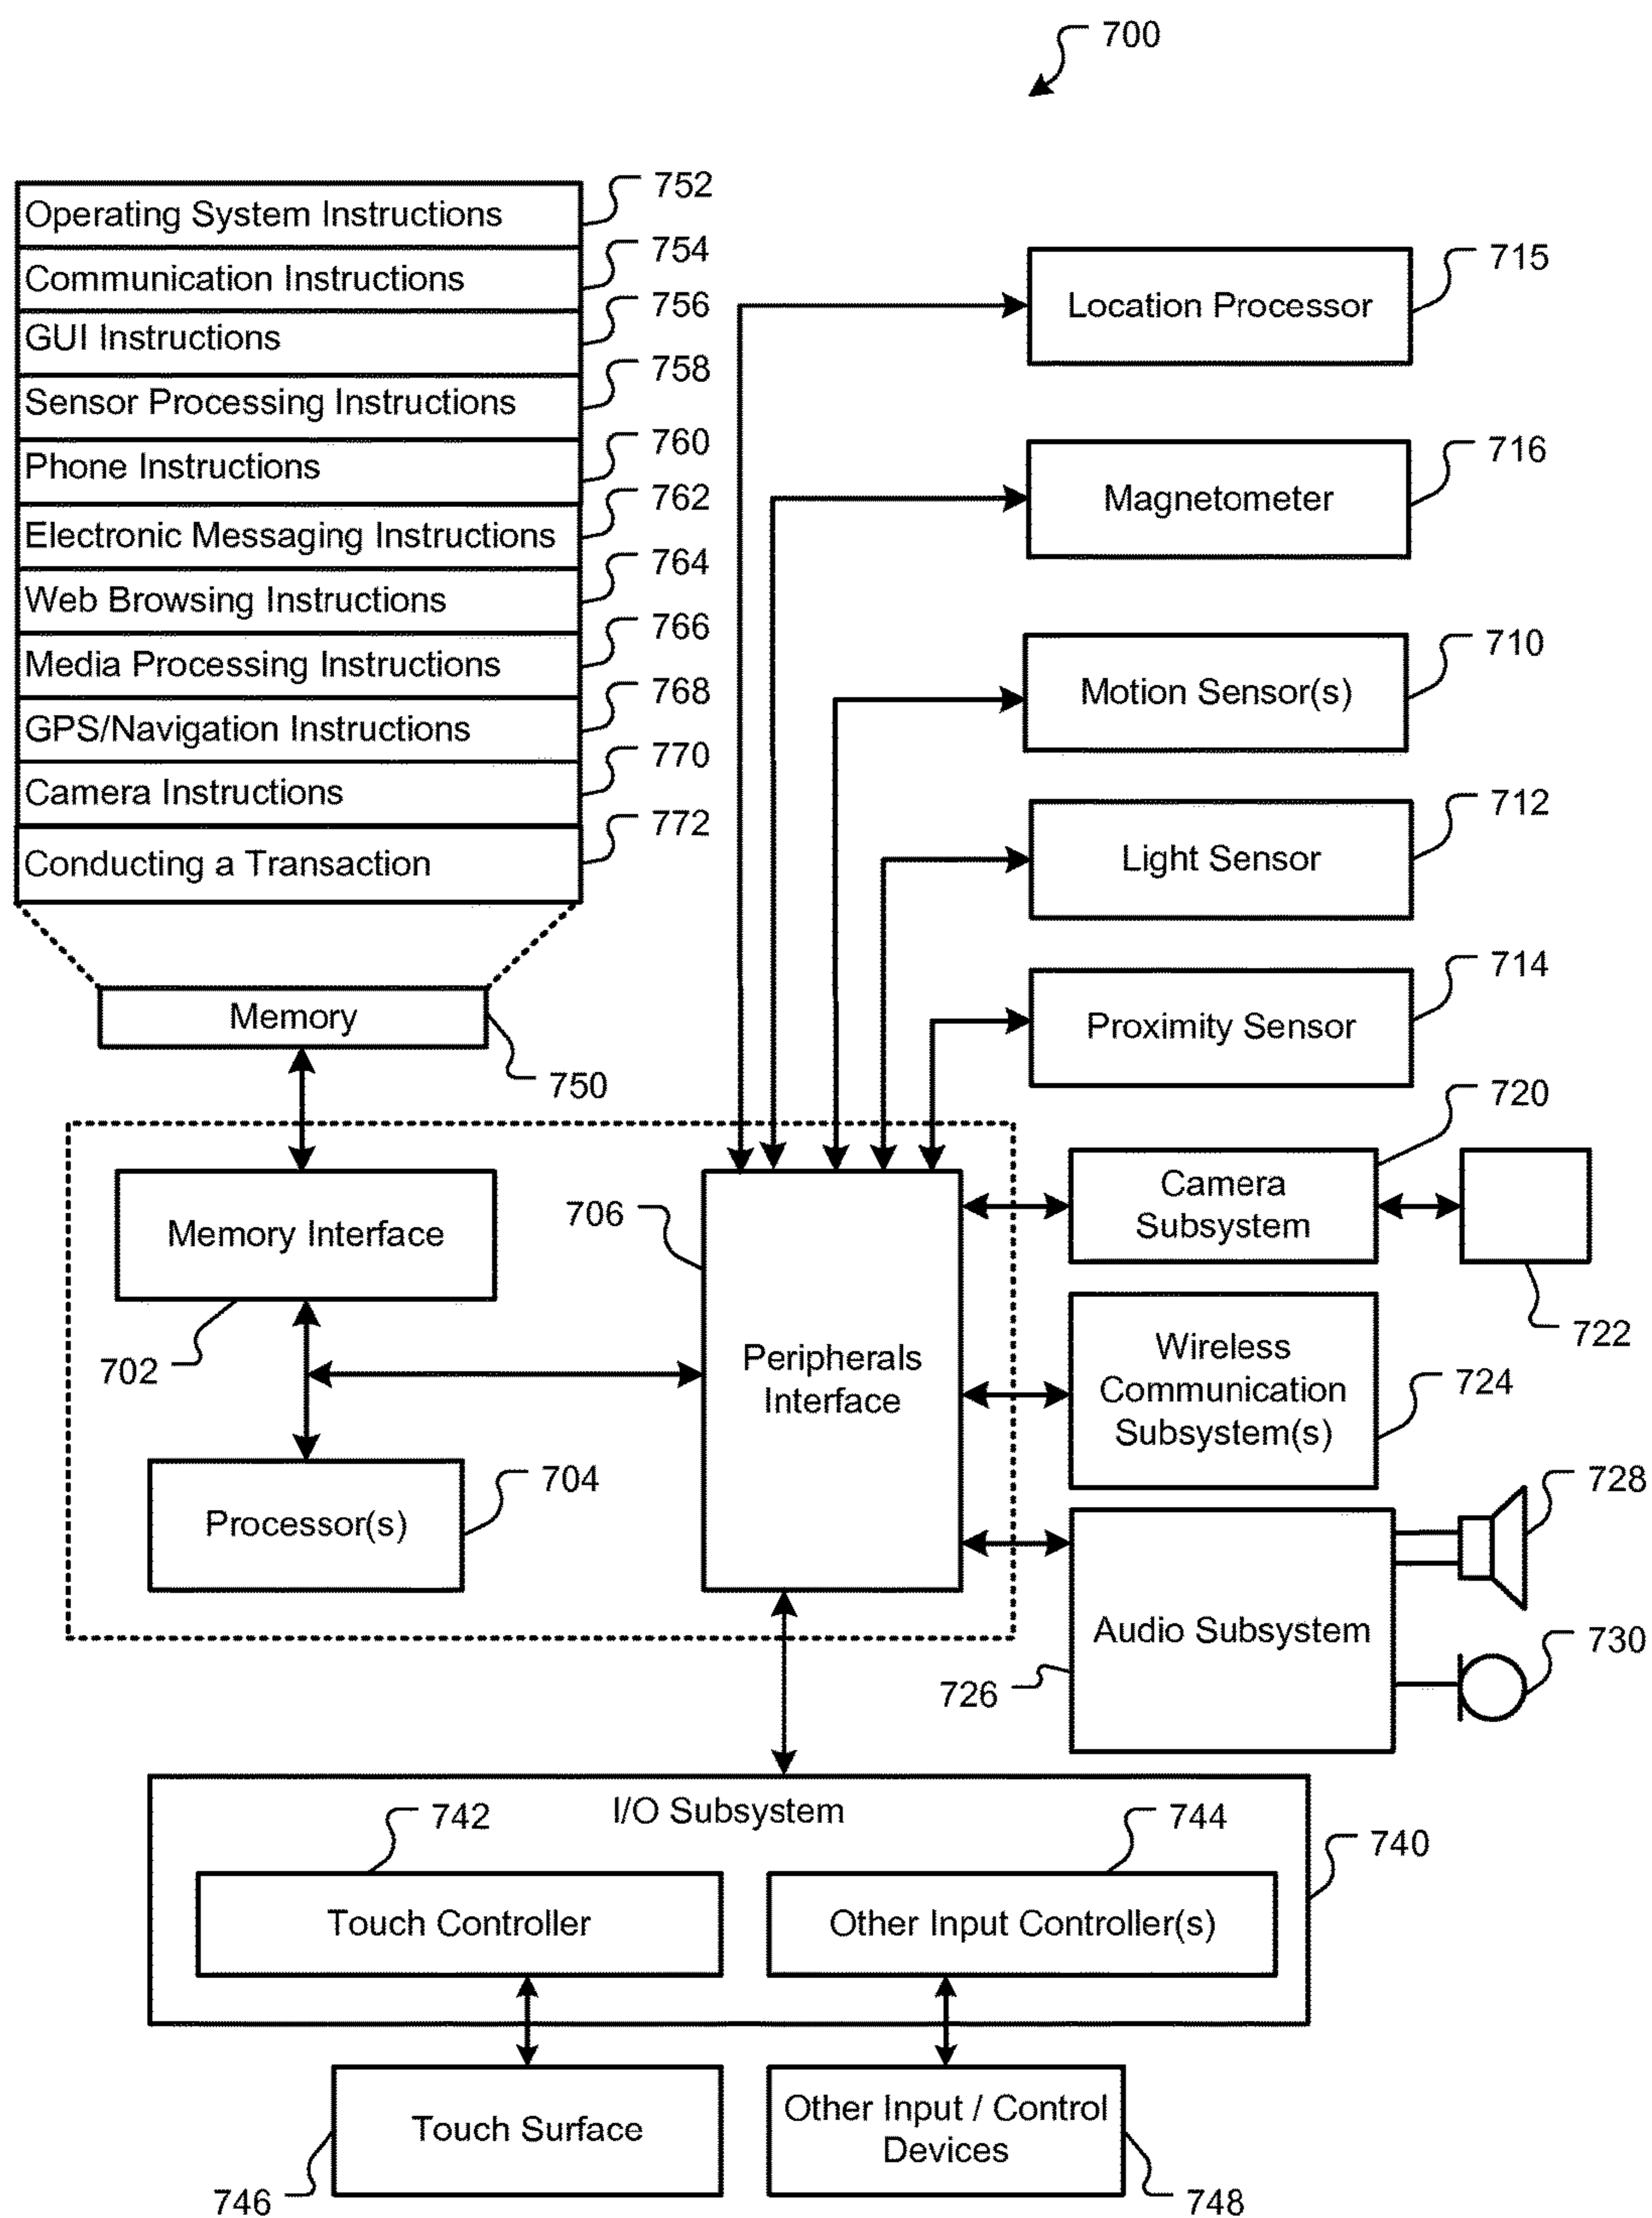 700
Operating System Instructions
752
Communication Instructions
754
GUI Instructions
756
Sensor Processing Instructions
758
Phone Instructions
760
Electronic Messaging Instructions
762
Web Browsing Instructions
764
Media Processing Instructions
766
GPS/Navigation Instructions
768
Camera Instructions
770
Conducting a Transaction
772
Memory
750
Location Processor
715
Magnetometer
716
Motion Sensor(s)
710
Light Sensor
712
Proximity Sensor
714
Memory Interface
702
Processor(s)
704
706
Peripherals
Interface
Camera
Subsystem
720
722
Wireless
Communication
Subsystem(s)
724
Audio Subsystem
726
728
730
I/O Subsystem
740
742
Touch Controller
744
Other Input Controller(s)
Touch Surface
746
Other Input / Control
Devices
748